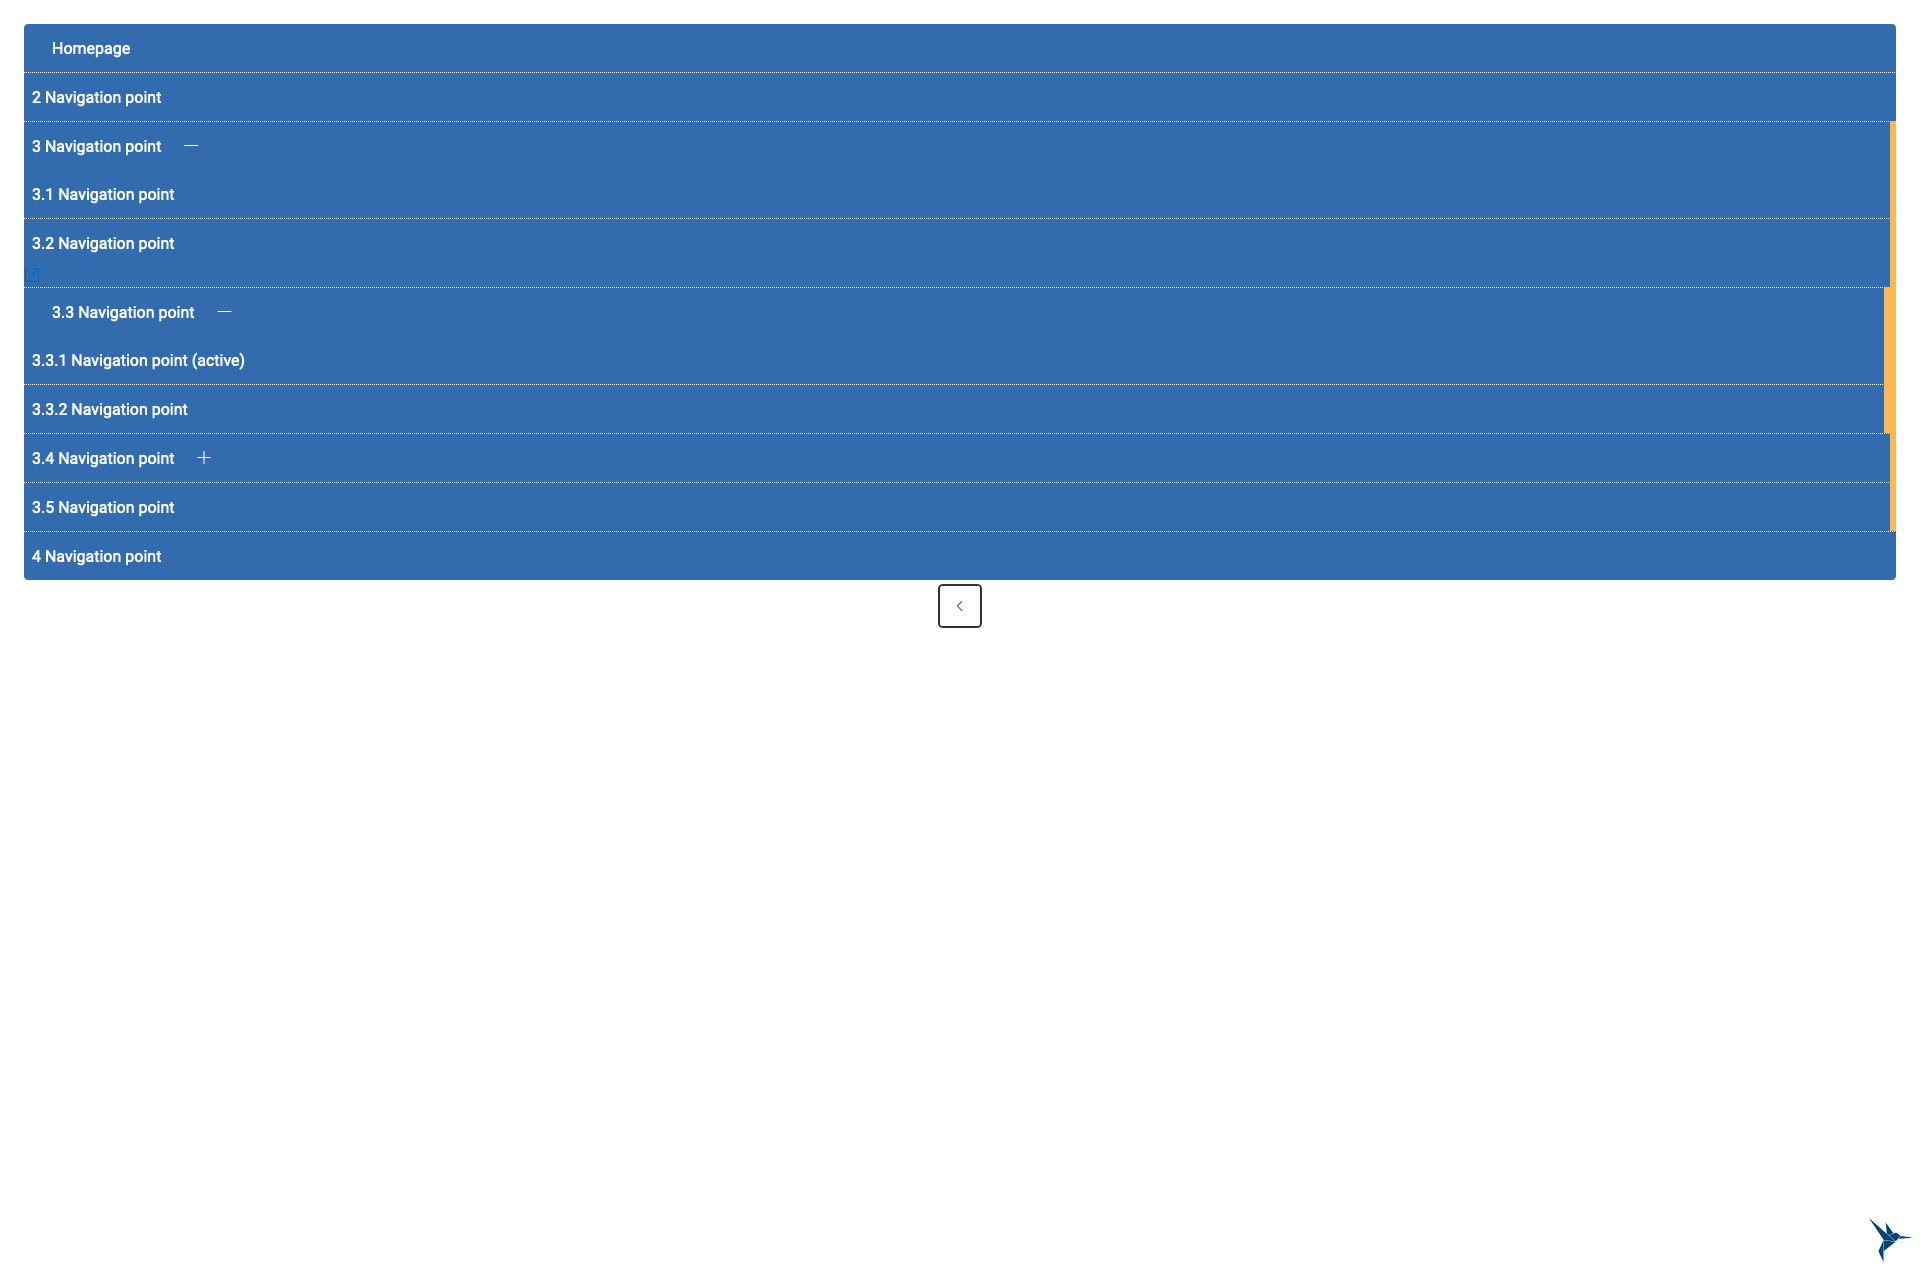 Homepage
2 Navigation point
3 Navigation point
3.1 Navigation point
3.2 Navigation point
3.3 Navigation point
3.3.1 Navigation point (active)
3.3.2 Navigation point
3.4 Navigation point
3.5 Navigation point
4 Navigation point